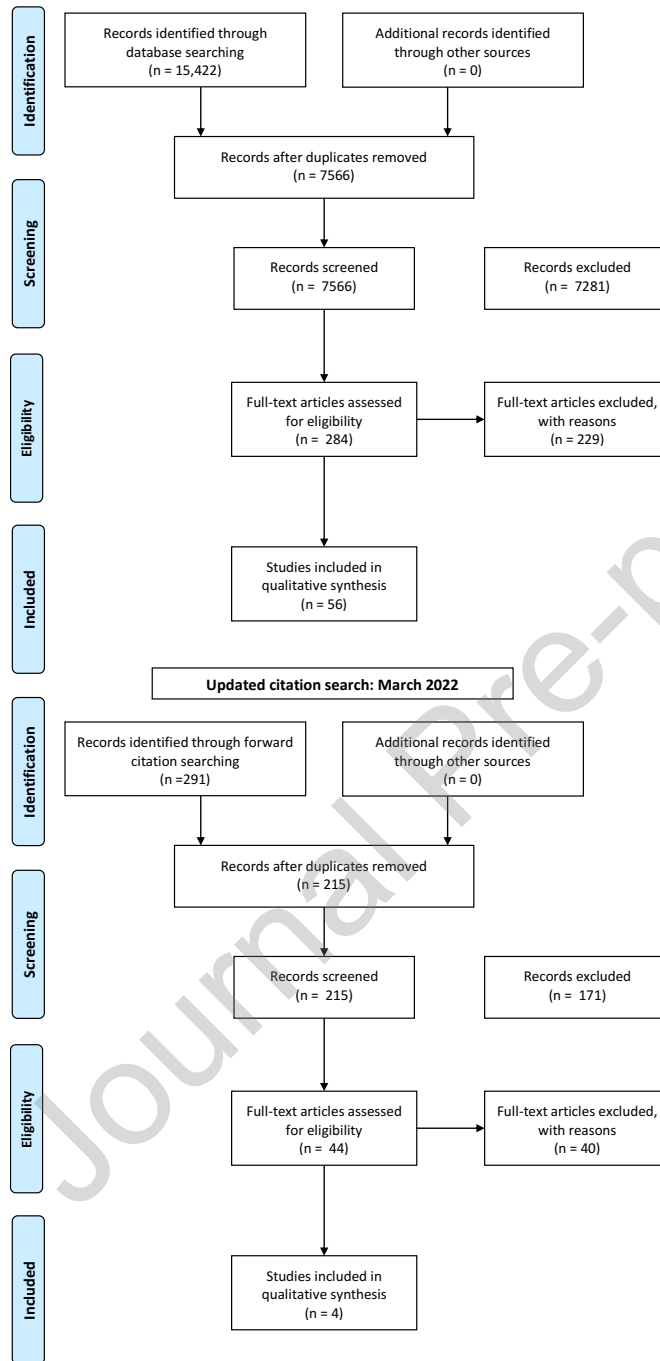 Identification
Records identified through
database searching
(n = 15,422)
Additional records identified
through other sources
(n = 0)
Records after duplicates removed
(n = 7566)
Screening
Records screened
(n = 7566)
Records excluded
(n = 7281)
Eligibility
Full-text articles assessed
for eligibility
(n = 284)
Full-text articles excluded,
with reasons
(n = 229)
Included
Studies included in
qualitative synthesis
(n = 56)
Updated citation search: March 2022
Identification
Records identified through forward
citation searching
(n =291)
Additional records identified
through other sources
(n = 0)
Records after duplicates removed
(n = 215)
Screening
Records screened
(n = 215)
Records excluded
(n = 171)
Eligibility
Full-text articles assessed
for eligibility
(n = 44)
Full-text articles excluded,
with reasons
(n = 40)
Included
Studies included in
qualitative synthesis
(n = 4)
Journal Pre-p